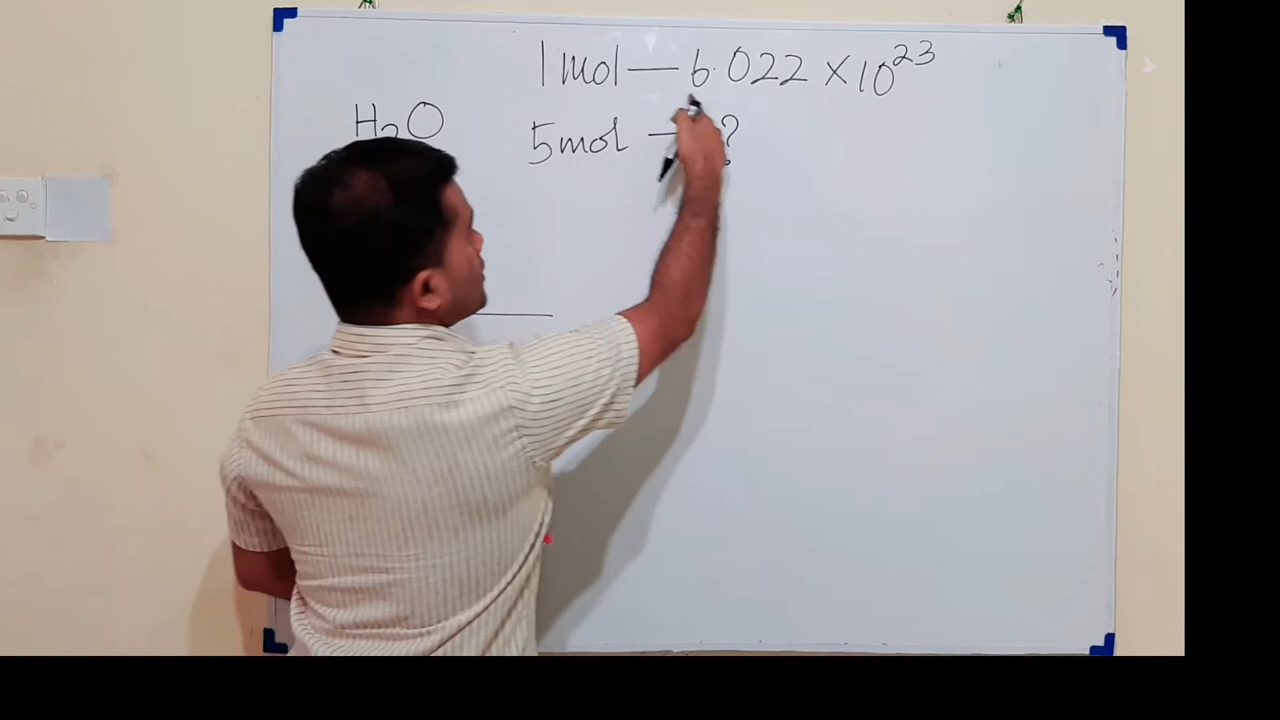 1 mol — 6.022 × 10²³
H₂O
5 mol — ?